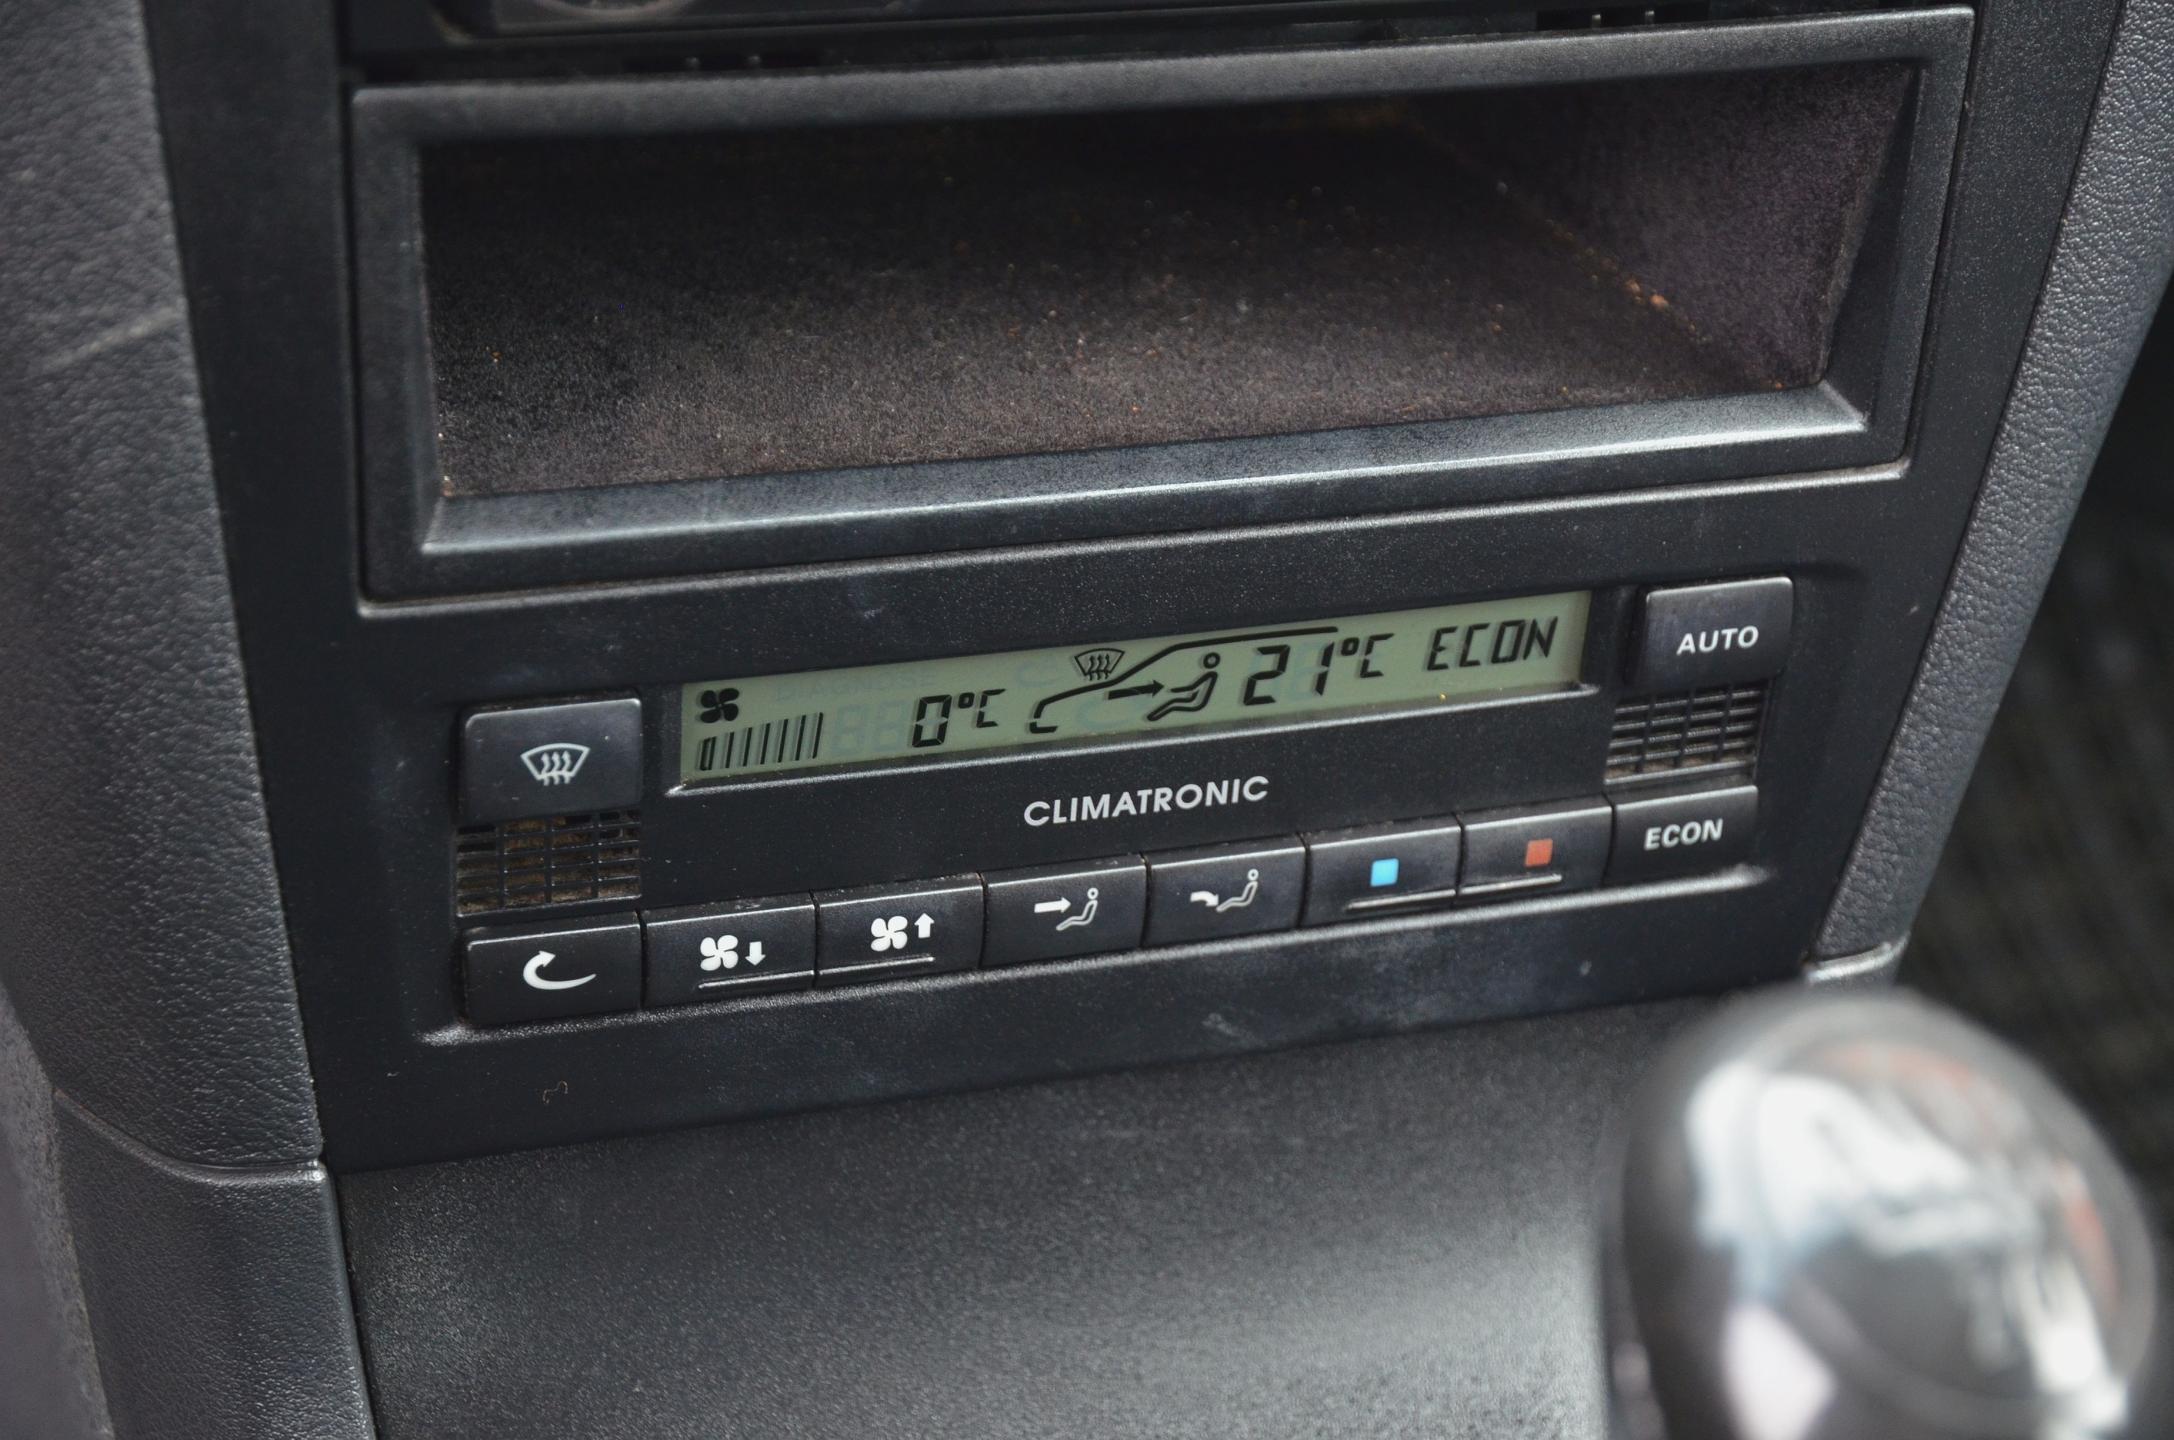 0°C 21°C ECON
AUTO
CLIMATRONIC
ECON